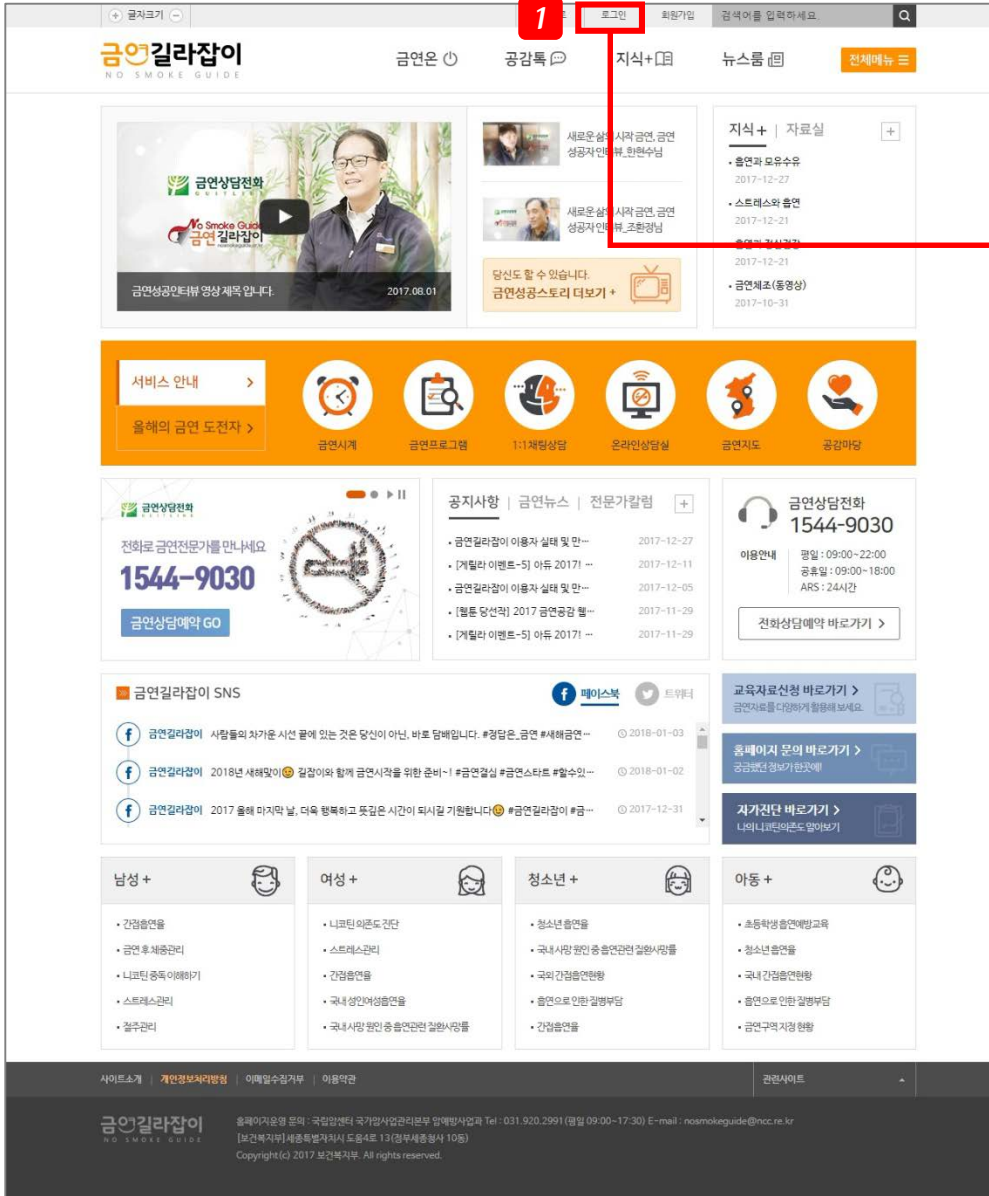 글자크기
1
로그인
회원가입
검색어를 입력하세요.
금연길라잡이
NO SMOKE GUIDE
금연온
공감톡
지식+
뉴스룸
전체메뉴
금연상담전화
QUITLINE
No Smoke Guide
금연길라잡이
금연성공인터뷰 영상 제목 입니다.
2017.08.01
새로운 삶의 시작 금연, 금연
성공자 인터뷰_한현수님
새로운 삶의 시작 금연, 금연
성공자 인터뷰_조환정님
당신도 할 수 있습니다.
금연성공스토리 더보기 +
지식 + | 자료실
• 흡연과 모유수유
2017-12-27
• 스트레스와 흡연
2017-12-21
2017-12-21
• 금연체조(동영상)
2017-10-31
서비스 안내
올해의 금연 도전자
금연시계
금연프로그램
1:1채팅상담
온라인상담실
금연지도
공감마당
금연상담전화
QUITLINE
전화로 금연전문가를 만나세요
1544-9030
금연상담예약 GO
공지사항 | 금연뉴스 | 전문가칼럼
• 금연길라잡이 이용자 실태 및 만… 2017-12-27
• [게릴라 이벤트-5] 아듀 2017! … 2017-12-11
• 금연길라잡이 이용자 실태 및 만… 2017-12-05
• [웹툰 당선작] 2017 금연공감 웹… 2017-11-29
• [게릴라 이벤트-5] 아듀 2017! … 2017-11-29
금연상담전화
1544-9030
이용안내 평일 : 09:00~22:00
공휴일 : 09:00~18:00
ARS : 24시간
전화상담예약 바로가기
금연길라잡이 SNS
페이스북
트위터
금연길라잡이 사람들의 차가운 시선 끝에 있는 것은 당신이 아닌, 바로 담배입니다. #정답은_금연 #새해금연… 2018-01-03
금연길라잡이 2018년 새해맞이😉 길잡이와 함께 금연시작을 위한 준비~! #금연결심 #금연스타트 #할수있… 2018-01-02
금연길라잡이 2017 올해 마지막 날, 더욱 행복하고 뜻깊은 시간이 되시길 기원합니다😉 #금연길라잡이 #금… 2017-12-31
교육자료신청 바로가기
금연자료를 다양하게 활용해 보세요.
홈페이지 문의 바로가기
궁금했던 정보가 한곳에!
자가진단 바로가기
나의 니코틴의존도 알아보기
남성 +
• 간접흡연율
• 금연 후 체중관리
• 니코틴 중독 이해하기
• 스트레스관리
• 절주관리
여성 +
• 니코틴 의존도 진단
• 스트레스관리
• 간접흡연율
• 국내 성인여성흡연율
• 국내 사망 원인 중 흡연관련 질환사망률
청소년 +
• 청소년 흡연율
• 국내 사망 원인 중 흡연관련 질환사망률
• 국외 간접흡연현황
• 흡연으로 인한 질병부담
• 간접흡연율
아동 +
• 초등학생 흡연예방교육
• 청소년 흡연율
• 국내 간접흡연현황
• 흡연으로 인한 질병부담
• 금연구역 지정 현황
사이트소개 | 개인정보처리방침 | 이메일수집거부 | 이용약관
관련사이트
금연길라잡이
NO SMOKE GUIDE
홈페이지운영 문의 : 국립암센터 국가암사업관리본부 암예방사업과 Tel : 031.920.2991(평일 09:00~17:30) E-mail : nosmokeguide@ncc.re.kr
[보건복지부] 세종특별자치시 도움4로 13(정부세종청사 10동)
Copyright(c) 2017 보건복지부. All rights reserved.